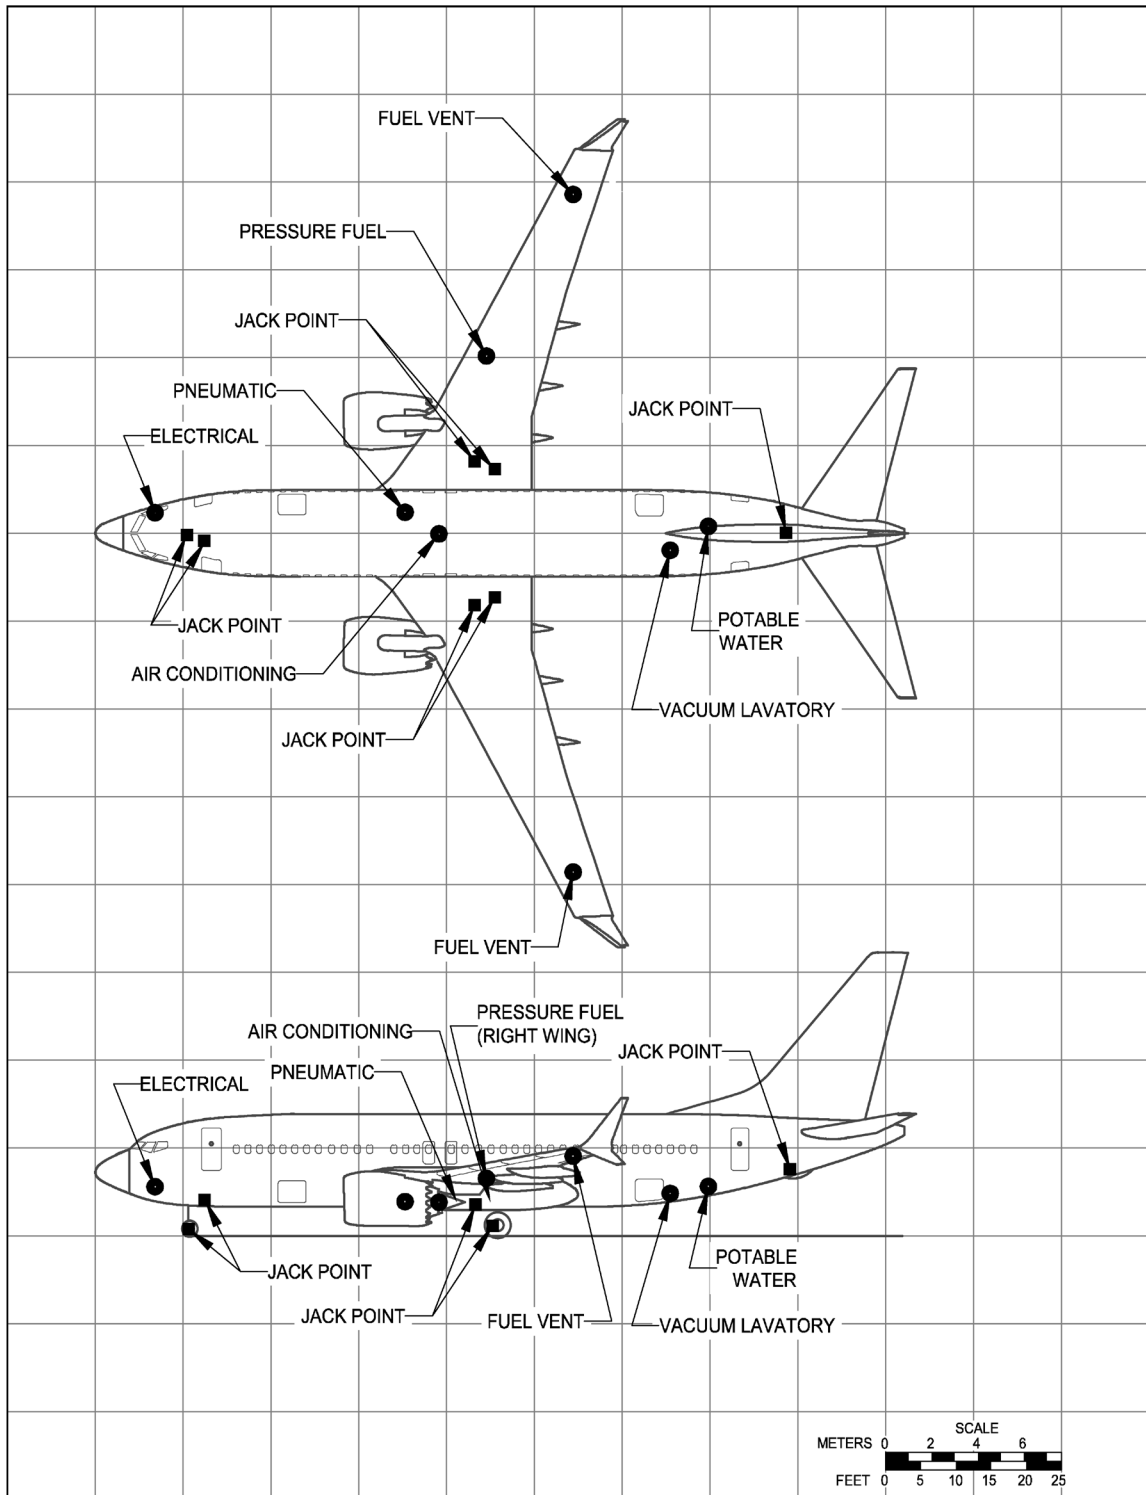 FUEL VENT
PRESSURE FUEL
JACK POINT
PNEUMATIC
JACK POINT
ELECTRICAL
JACK POINT
POTABLE
WATER
AIR CONDITIONING
VACUUM LAVATORY
JACK POINT
FUEL VENT
PRESSURE FUEL
(RIGHT WING)
AIR CONDITIONING
JACK POINT
PNEUMATIC
ELECTRICAL
POTABLE
WATER
JACK POINT
JACK POINT
FUEL VENT
VACUUM LAVATORY
SCALE
METERS 0 2 4 6
FEET 0 5 10 15 20 25